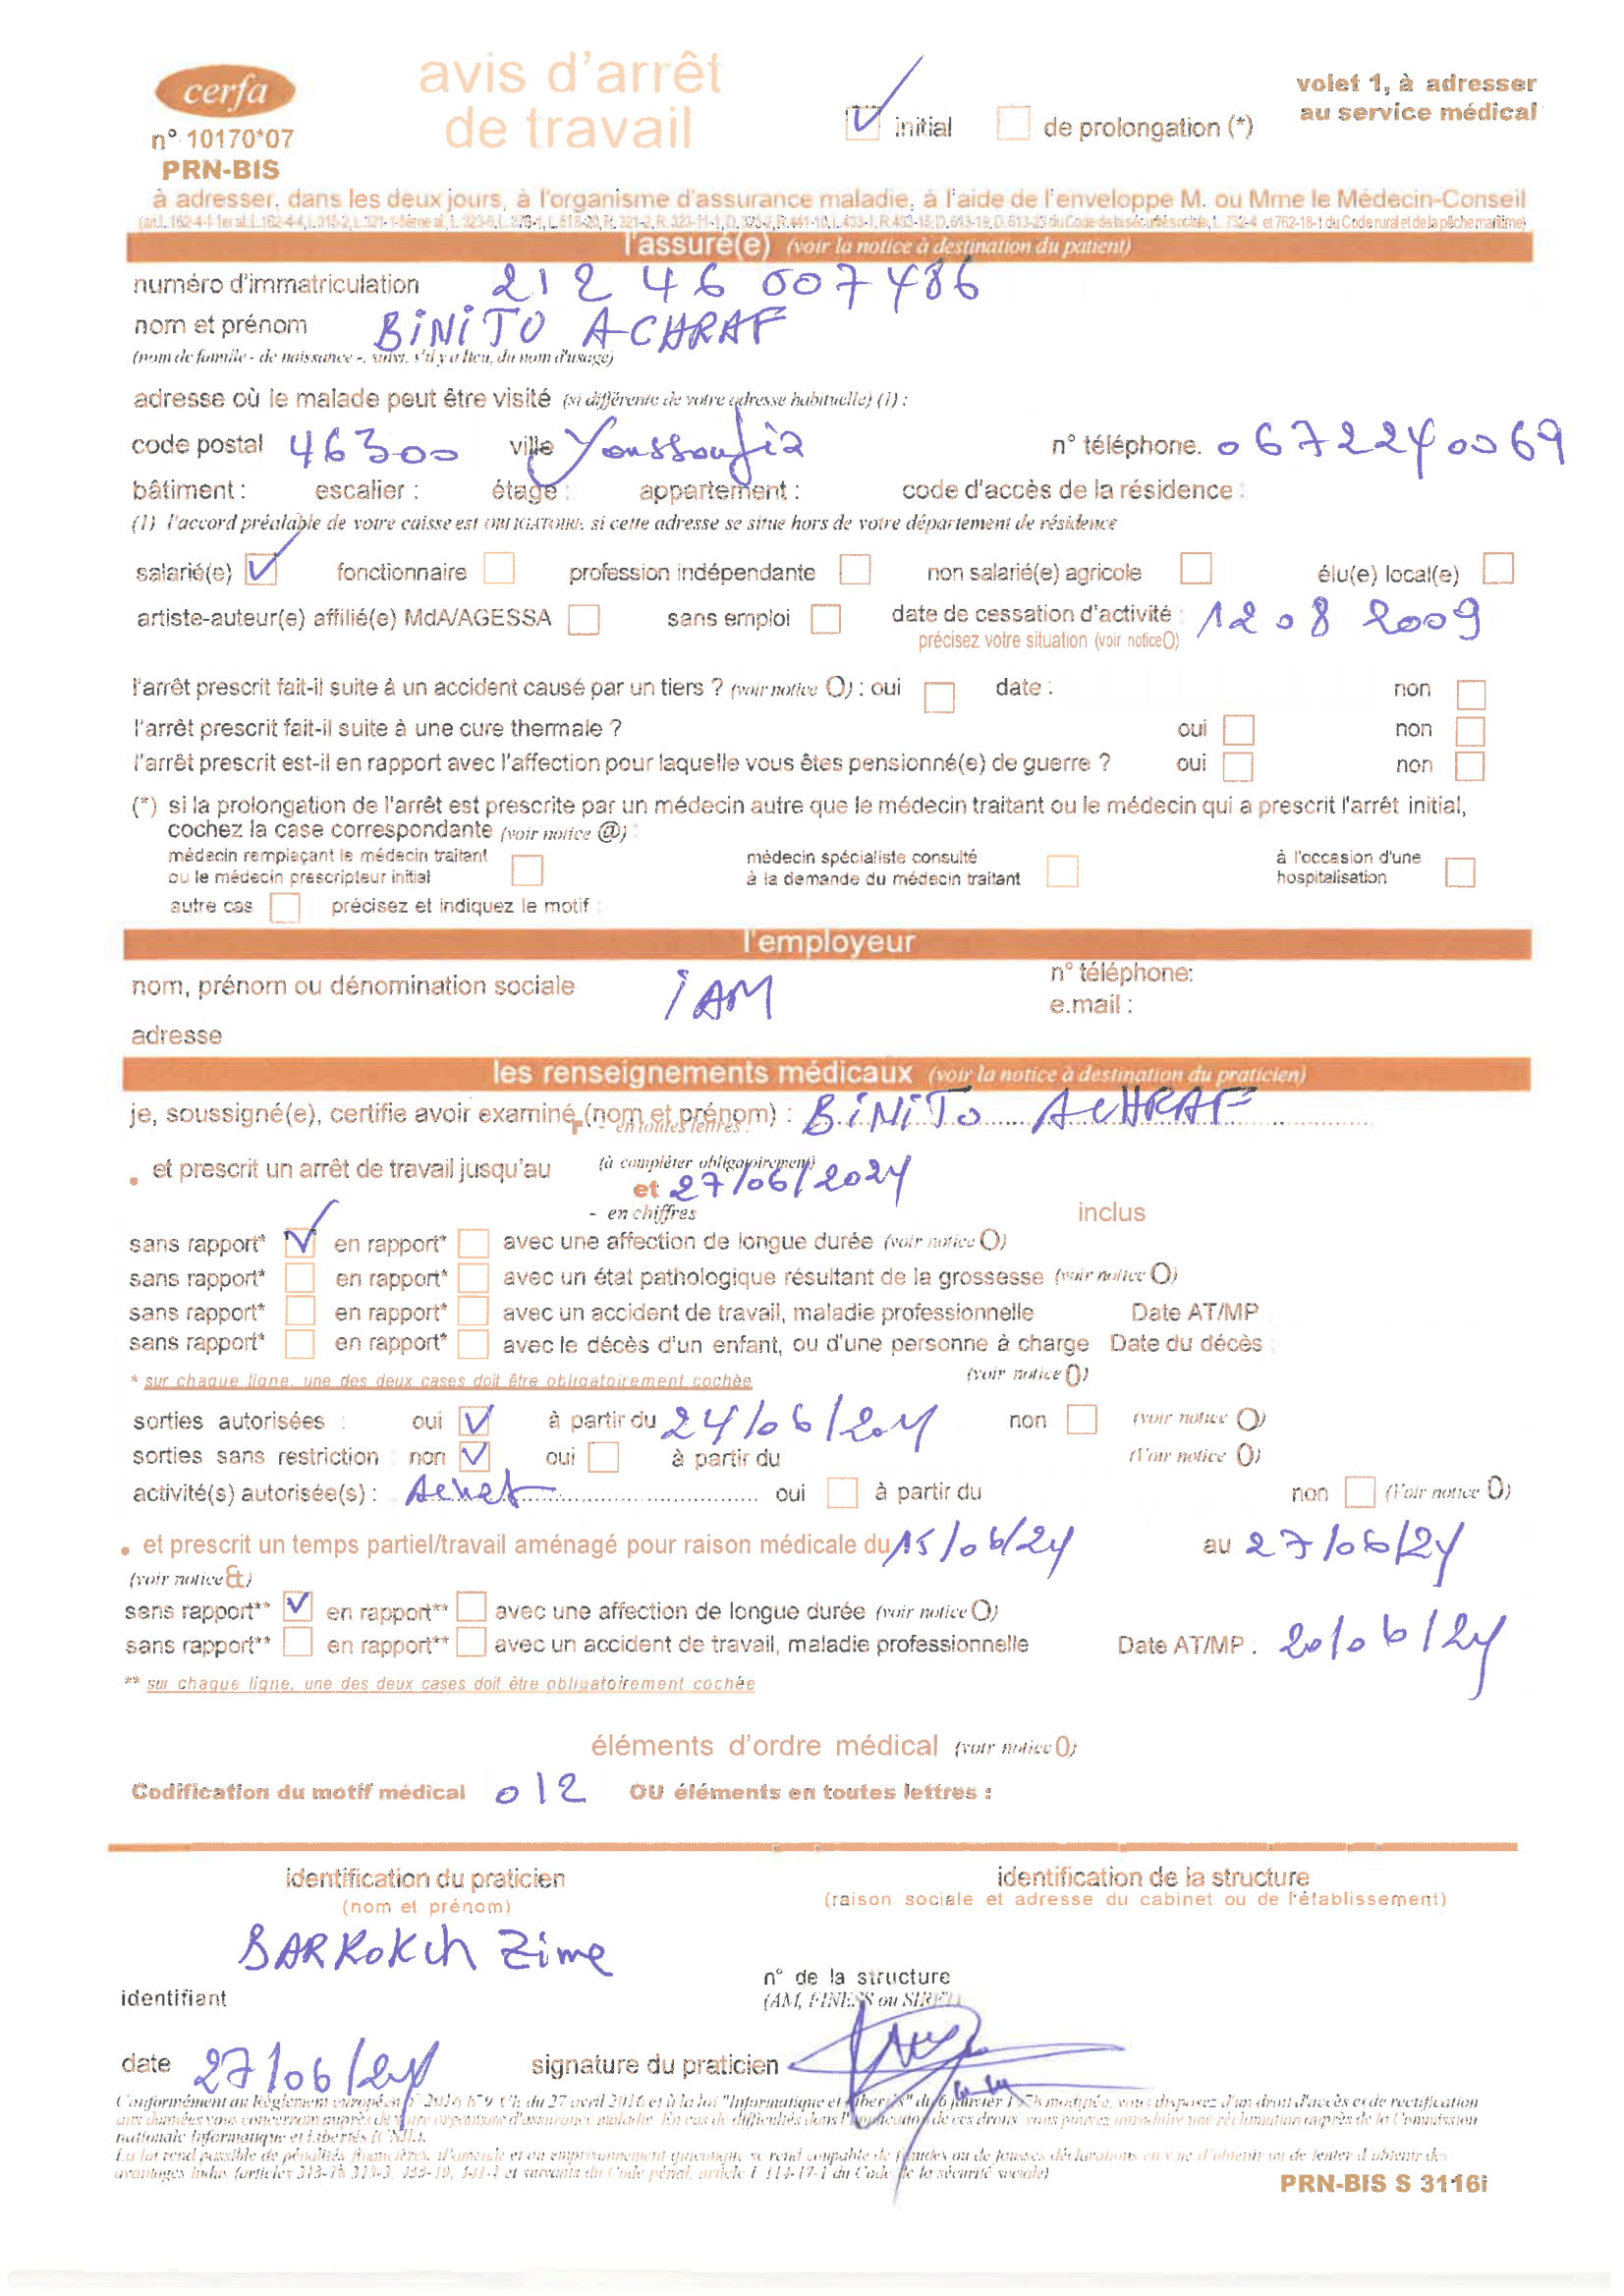 cerfa
n° 10170*07
PRN-BIS
avis d'arrêt
de travail
initial
de prolongation (*)
volet 1, à adresser
au service médical
à adresser, dans les deux jours, à l'organisme d'assurance maladie, à l'aide de l'enveloppe M. ou Mme le Médecin-Conseil
l'assuré(e) (voir la notice à destination du patient)
numéro d'immatriculation 212 46 007486
nom et prénom BINITO ACHRAF
(nom de famille - de naissance -, suivi, s'il y a lieu, du nom d'usage)
adresse où le malade peut être visité (si différente de votre adresse habituelle) (1) :
code postal 46300 ville Youssoufia n° téléphone. 0672240069
bâtiment : escalier : étage : appartement : code d'accès de la résidence :
(1) l'accord préalable de votre caisse est OBLIGATOIRE, si cette adresse se situe hors de votre département de résidence
salarié(e) fonctionnaire profession indépendante non salarié(e) agricole élu(e) local(e)
artiste-auteur(e) affilié(e) MdA/AGESSA sans emploi date de cessation d'activité : 12 08 2009
précisez votre situation (voir notice O)
l'arrêt prescrit fait-il suite à un accident causé par un tiers ? (voir notice O) : oui date : non
l'arrêt prescrit fait-il suite à une cure thermale ? oui non
l'arrêt prescrit est-il en rapport avec l'affection pour laquelle vous êtes pensionné(e) de guerre ? oui non
(*) si la prolongation de l'arrêt est prescrite par un médecin autre que le médecin traitant ou le médecin qui a prescrit l'arrêt initial,
cochez la case correspondante (voir notice @) :
médecin remplaçant le médecin traitant
ou le médecin prescripteur initial
médecin spécialiste consulté
à la demande du médecin traitant
à l'occasion d'une
hospitalisation
autre cas précisez et indiquez le motif :
l'employeur
nom, prénom ou dénomination sociale IAM n° téléphone:
e.mail :
adresse
les renseignements médicaux (voir la notice à destination du praticien)
je, soussigné(e), certifie avoir examiné (nom et prénom) : BINITO ACHRAF
- en toutes lettres :
et prescrit un arrêt de travail jusqu'au (à compléter obligatoirement)
et 27/06/2024
- en chiffres inclus
sans rapport* en rapport* avec une affection de longue durée (voir notice O)
sans rapport* en rapport* avec un état pathologique résultant de la grossesse (voir notice O)
sans rapport* en rapport* avec un accident de travail, maladie professionnelle Date AT/MP
sans rapport* en rapport* avec le décès d'un enfant, ou d'une personne à charge Date du décès :
* sur chaque ligne, une des deux cases doit être obligatoirement cochée (voir notice O)
sorties autorisées : oui à partir du 24/06/2024 non (voir notice O)
sorties sans restriction : non oui à partir du (Voir notice O)
activité(s) autorisée(s) : Achat oui à partir du non (Voir notice O)
et prescrit un temps partiel/travail aménagé pour raison médicale du 15/06/24 au 27/06/24
(voir notice &)
sans rapport** en rapport** avec une affection de longue durée (voir notice O)
sans rapport** en rapport** avec un accident de travail, maladie professionnelle Date AT/MP : 20/06/24
** sur chaque ligne, une des deux cases doit être obligatoirement cochée
éléments d'ordre médical (voir notice O)
Codification du motif médical 012 OU éléments en toutes lettres :
identification du praticien
(nom et prénom)
identification de la structure
(raison sociale et adresse du cabinet ou de l'établissement)
BARKOKCH Zime
identifiant
n° de la structure
(AM, FINESS ou SIRET)
date 27/06/24 signature du praticien
Conformément au Règlement européen n° 2016/679/UE du 27 avril 2016 et à la loi "Informatique et Libertés" du 6 janvier 1978 modifiée, vous disposez d'un droit d'accès et de rectification
aux données vous concernant auprès de votre organisme d'assurance maladie. En cas de difficultés dans l'application de ces droits, vous pouvez introduire une réclamation auprès de la Commission
nationale Informatique et Libertés (CNIL).
La loi rend passible de pénalités financières, d'amende et ou emprisonnement quiconque se rend coupable de fraudes ou de fausses déclarations en vue d'obtenir ou de tenter d'obtenir des
avantages indus (articles 313-1à 313-3, 433-19, 441-1 et suivants du Code pénal, article L 114-17-1 du Code de la sécurité sociale)
PRN-BIS S 3116i